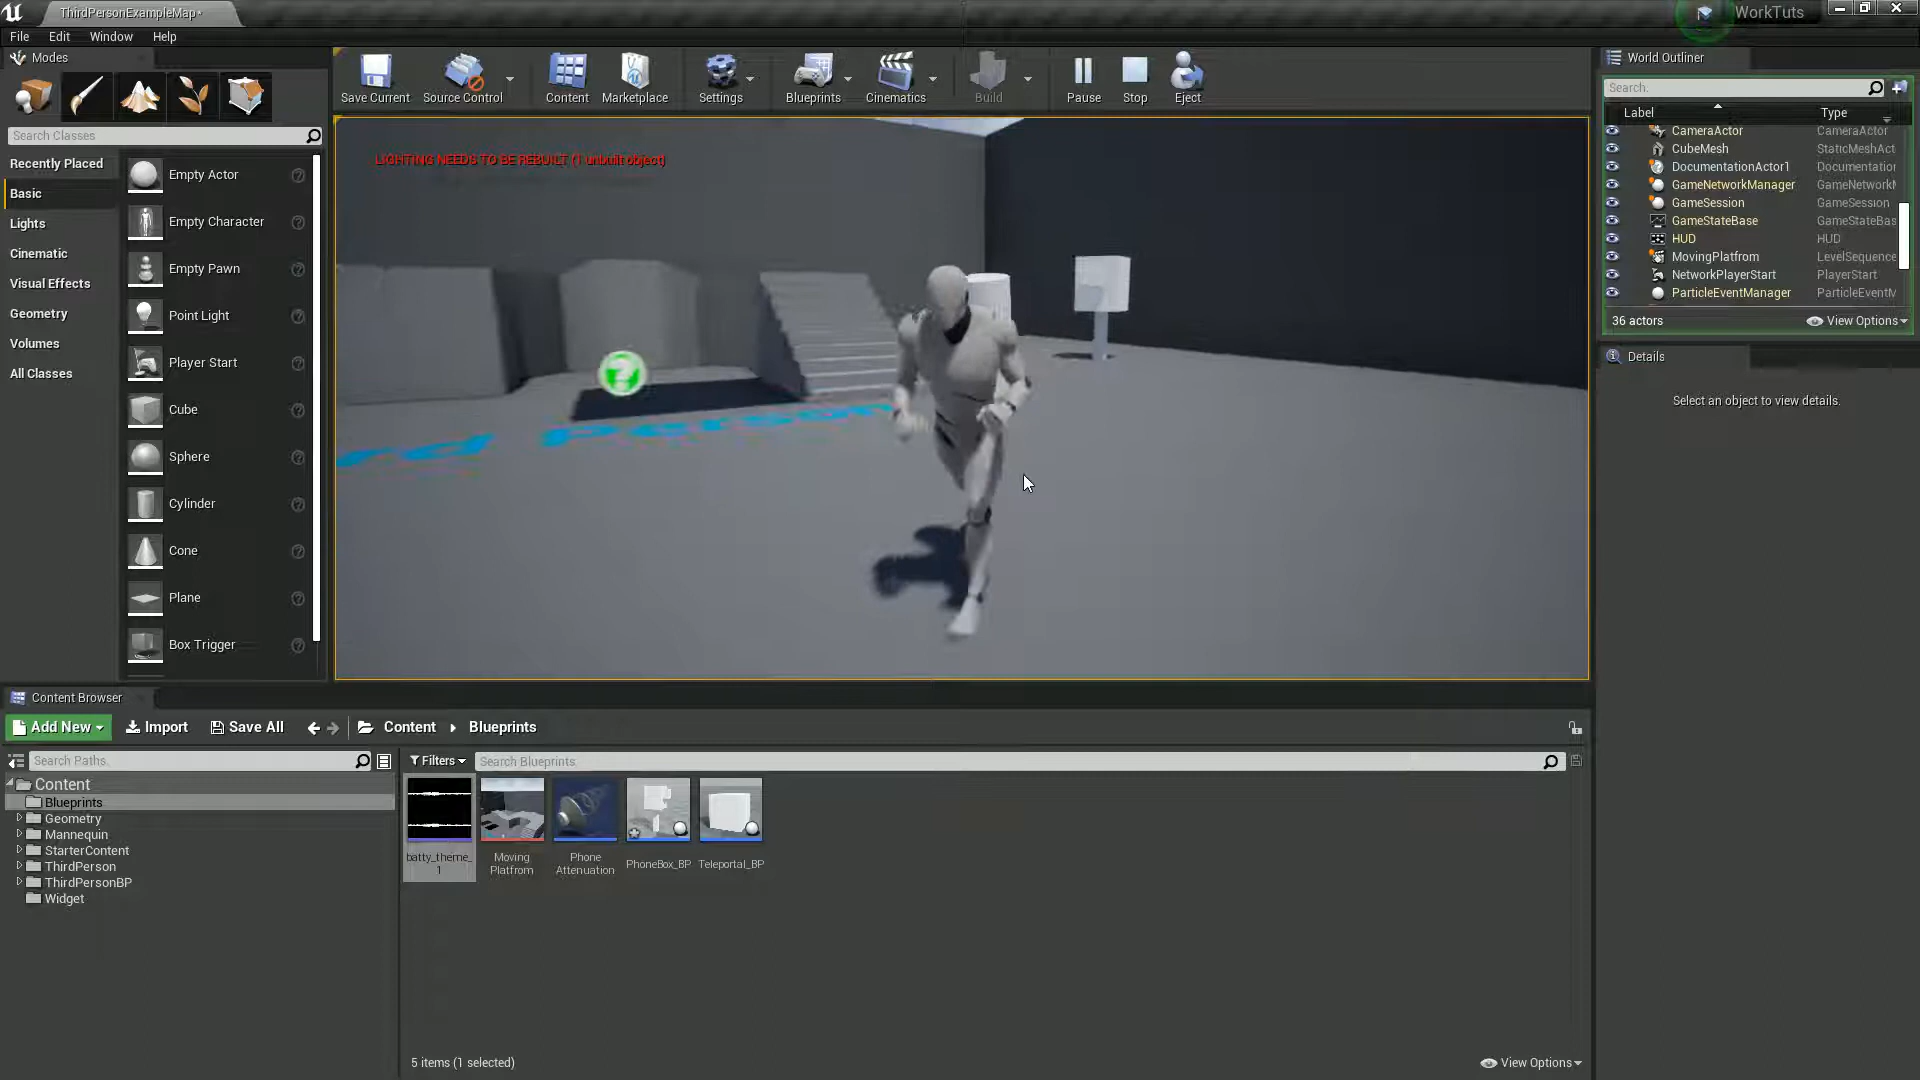 ThirdPersonExampleMap*
WorkTuts
File Edit Window Help
Modes
Search Classes
Recently Placed
Basic
Lights
Cinematic
Visual Effects
Geometry
Volumes
All Classes
Empty Actor
Empty Character
Empty Pawn
Point Light
Player Start
Cube
Sphere
Cylinder
Cone
Plane
Box Trigger
Save Current
Source Control
Content
Marketplace
Settings
Blueprints
Cinematics
Build
Pause
Stop
Eject
LIGHTING NEEDS TO BE REBUILT (1 unbuilt object)
World Outliner
Search.
Label Type
CameraActor CameraActor
CubeMesh StaticMeshAct
DocumentationActor1 Documentation
GameNetworkManager GameNetworkM
GameSession GameSession
GameStateBase GameStateBas
HUD HUD
MovingPlatfrom LevelSequence
NetworkPlayerStart PlayerStart
ParticleEventManager ParticleEventM
36 actors View Options
Details
Select an object to view details.
Content Browser
Add New Import Save All Content Blueprints
Search Paths.
Content
Blueprints
Geometry
Mannequin
StarterContent
ThirdPerson
ThirdPersonBP
Widget
Filters Search Blueprints
batty_theme_
1
Moving
Platfrom
Phone
Attenuation
PhoneBox_BP
Teleportal_BP
5 items (1 selected) View Options